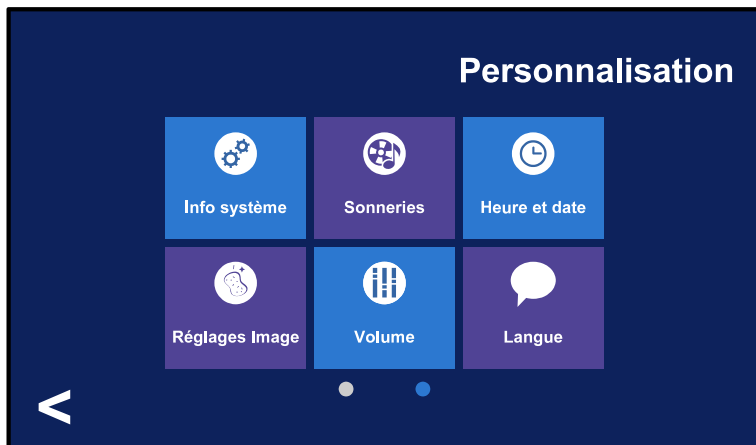 Personnalisation
Info système
Sonneries
Heure et date
Réglages Image
Volume
Langue
<